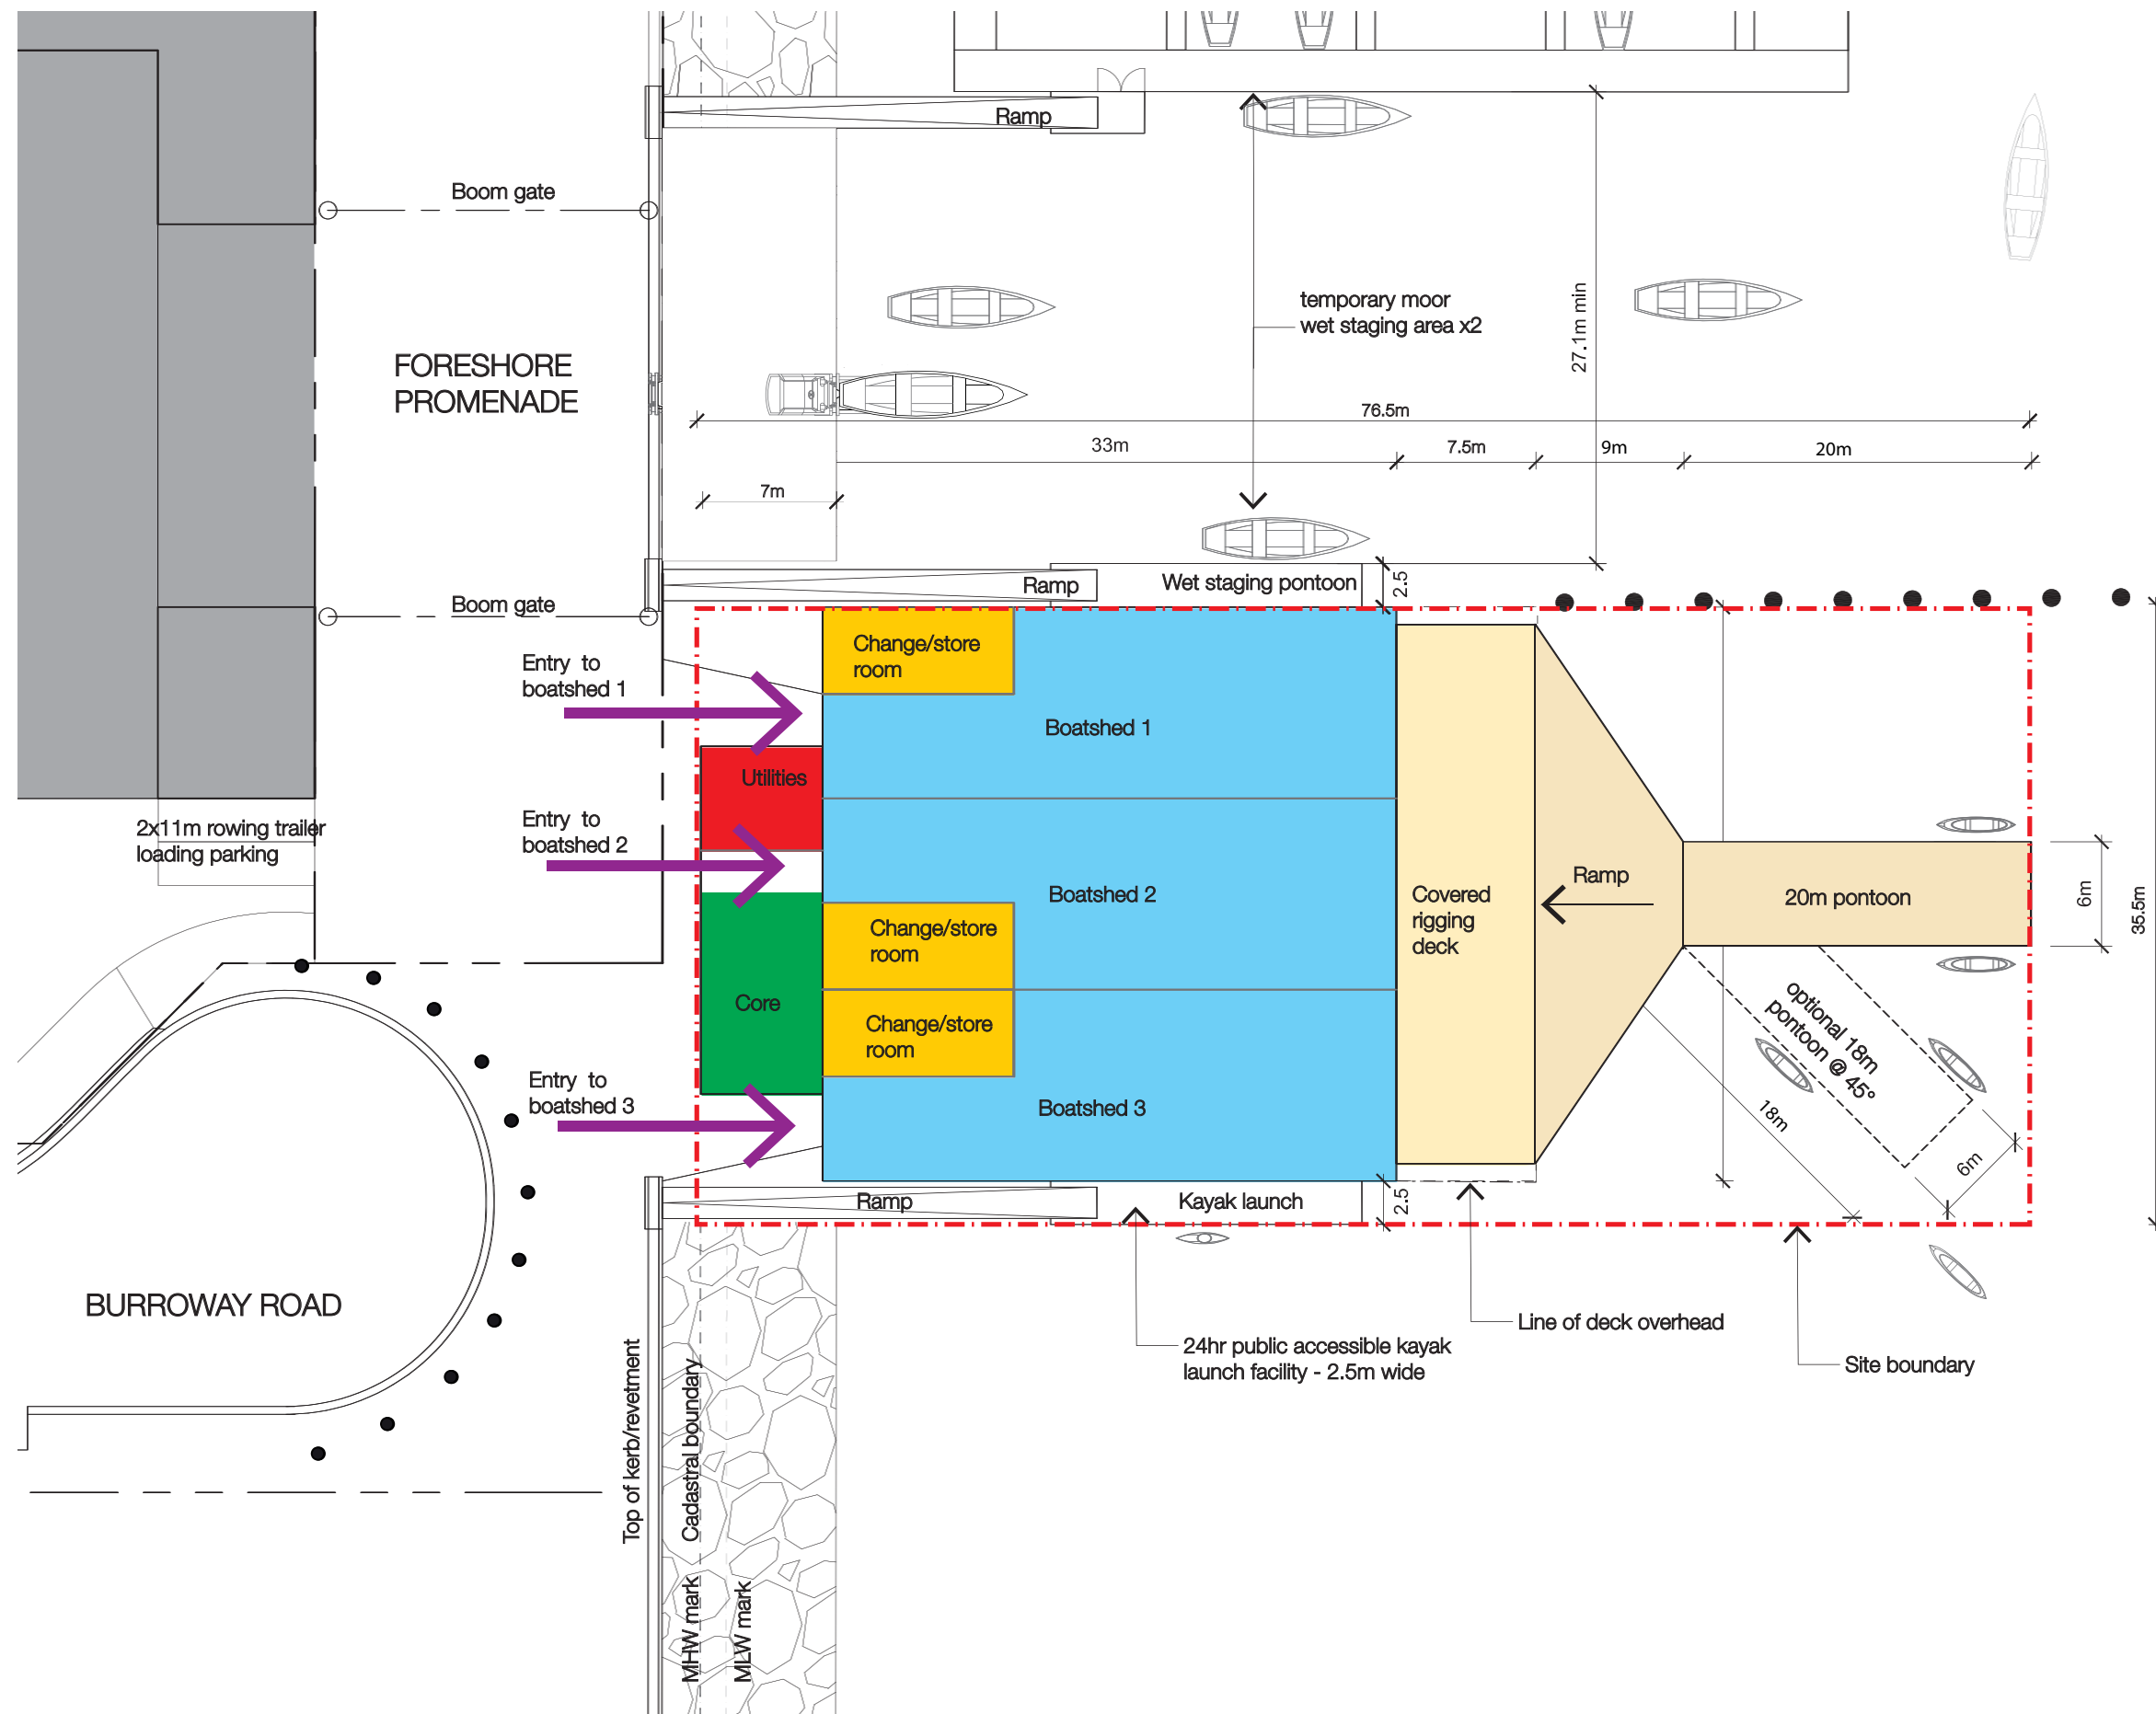 Ramp
Boom gate
temporary moor
wet staging area x2
27.1m min
FORESHORE
PROMENADE
76.5m
33m
7.5m
9m
20m
7m
Ramp
Wet staging pontoon
2.5
Boom gate
Change/store
room
Entry to
boatshed 1
Boatshed 1
Utilities
Entry to
boatshed 2
2x11m rowing trailer
loading parking
Boatshed 2
Covered
rigging
deck
Ramp
20m pontoon
6m
35.5m
Change/store
room
Core
Change/store
room
optional 18m
pontoon @ 45°
18m
6m
Entry to
boatshed 3
Boatshed 3
Ramp
Kayak launch
2.5
BURROWAY ROAD
Line of deck overhead
24hr public accessible kayak
launch facility - 2.5m wide
Site boundary
Top of kerb/revetment
Cadastral boundary
MHW mark
MLW mark